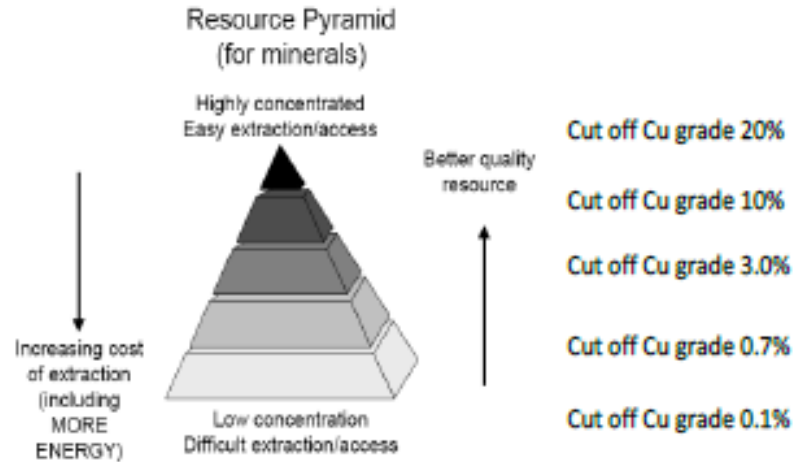 Resource Pyramid
(for minerals)
Highly concentrated
Easy extraction/access
Better quality
resource
Increasing cost
of extraction
(including
MORE
ENERGY)
Low concentration
Difficult extraction/access
Cut off Cu grade 20%
Cut off Cu grade 10%
Cut off Cu grade 3.0%
Cut off Cu grade 0.7%
Cut off Cu grade 0.1%